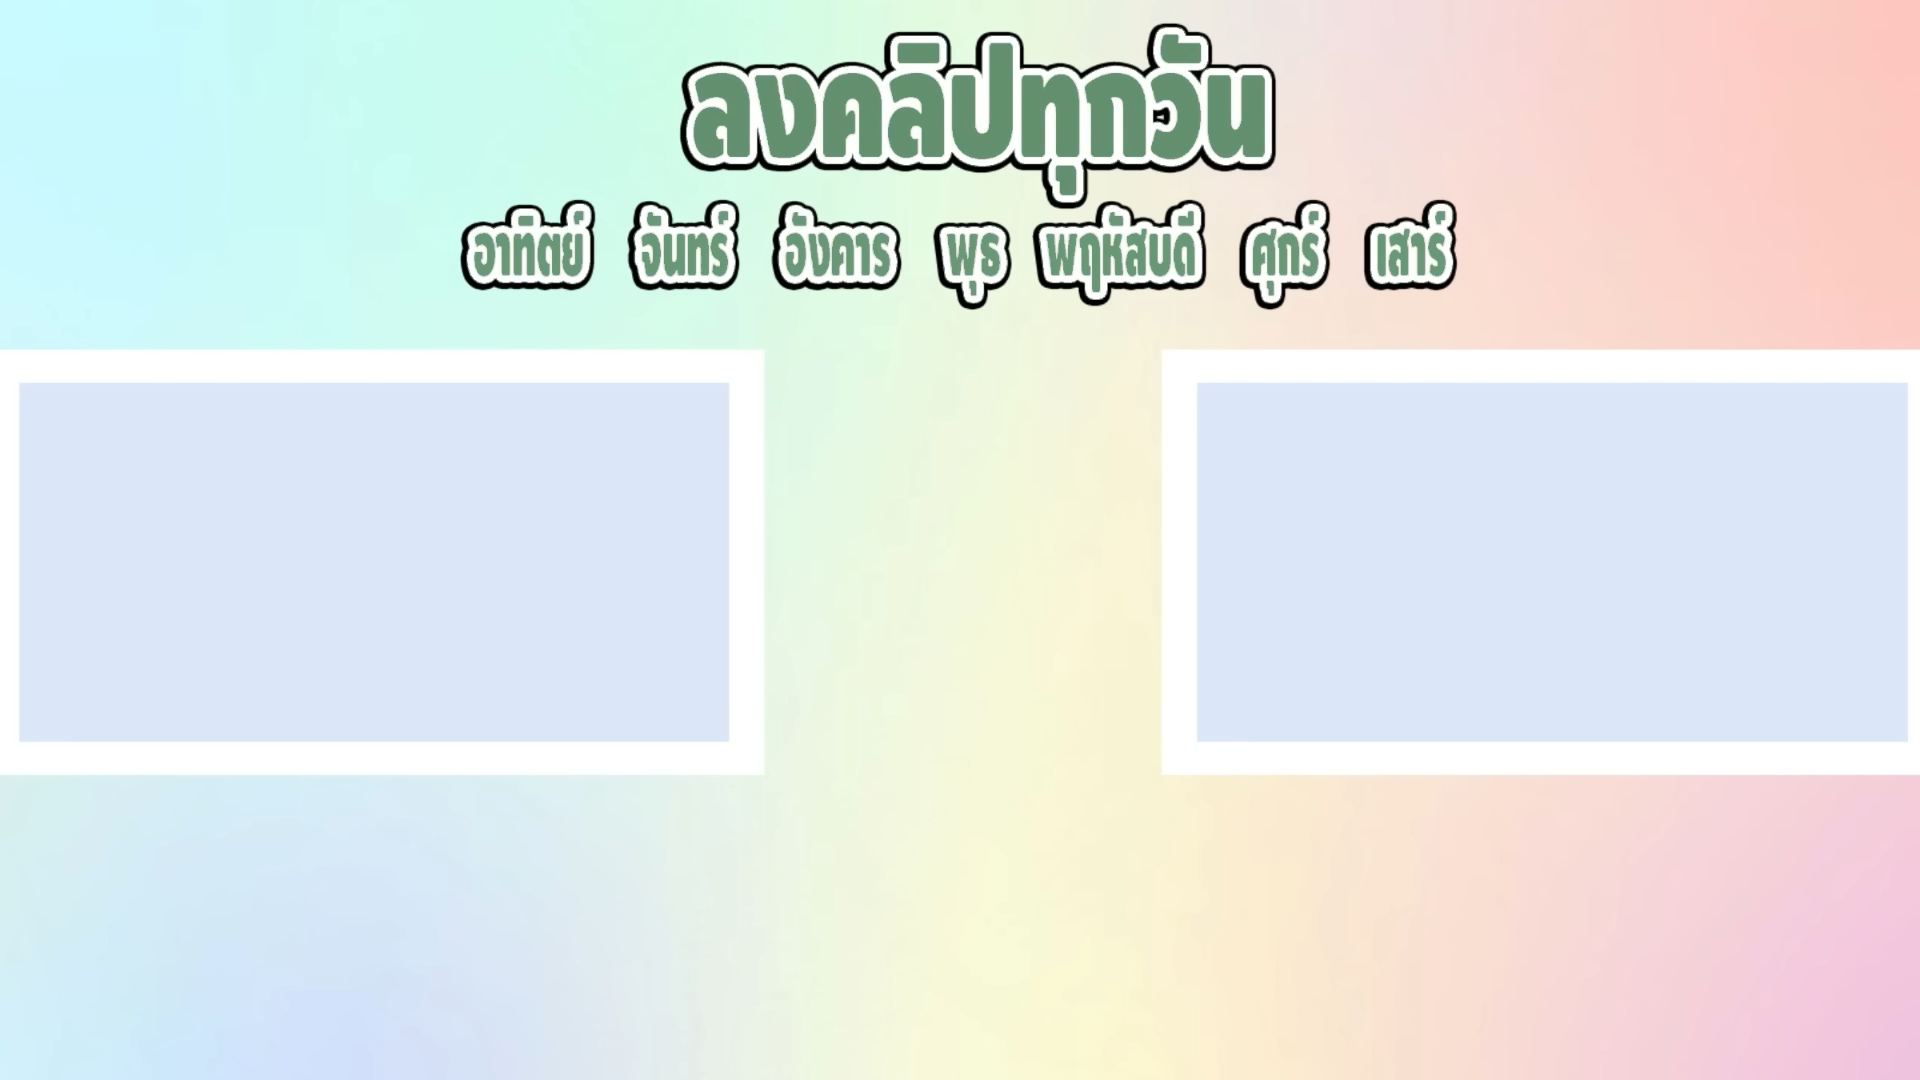 ลงคลิปทุกวัน
อาทิตย์ จันทร์ อังคาร พุธ พฤหัสบดี ศุกร์ เสาร์